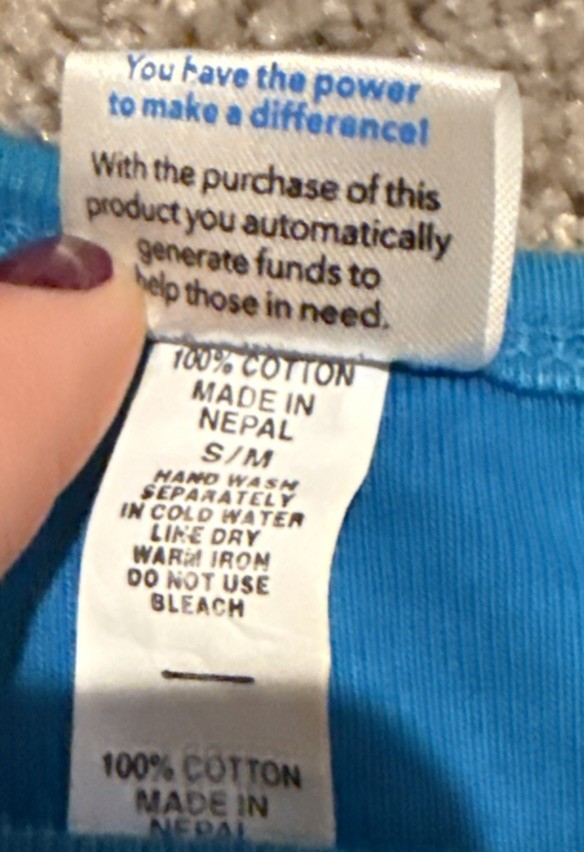 You have the power
to make a difference!
With the purchase of this
product you automatically
generate funds to
help those in need.
100% COTTON
MADE IN
NEPAL
S/M
HAND WASH
SEPARATELY
IN COLD WATER
LINE DRY
WARM IRON
DO NOT USE
BLEACH
100% COTTON
MADE IN
NEPAL